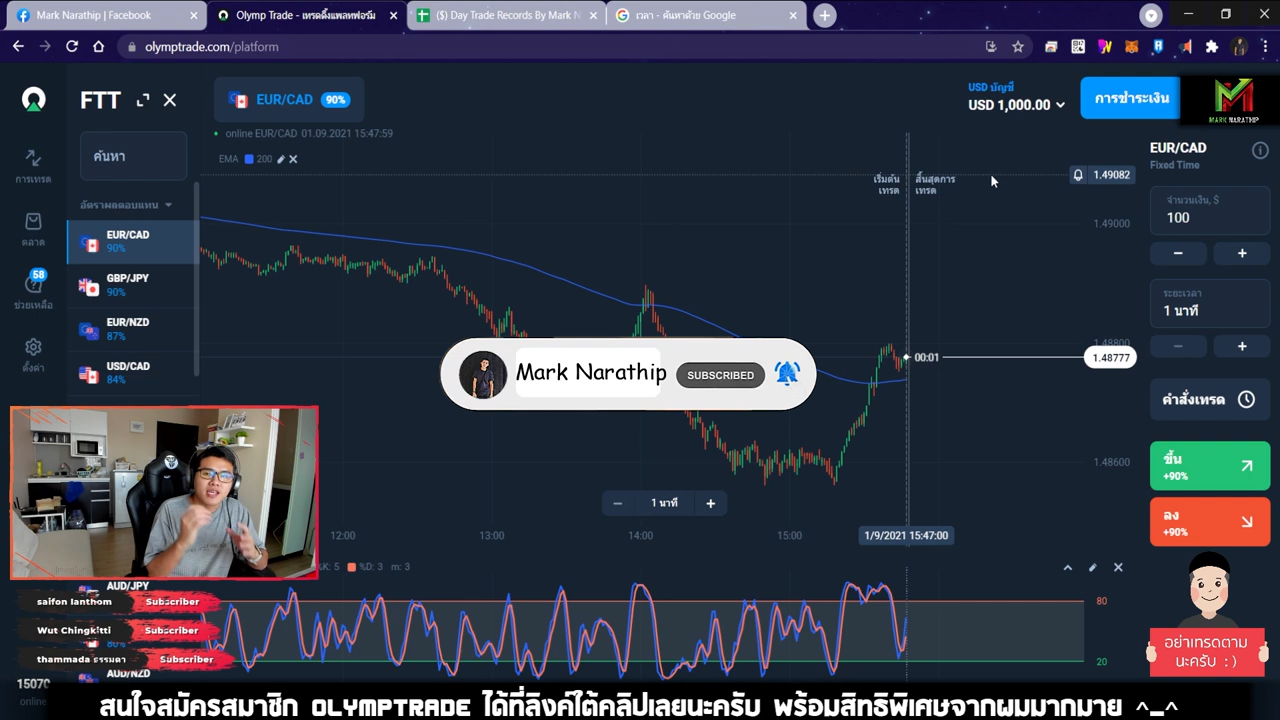 Mark Narathip | Facebook
Olymp Trade - เทรดดิ้งแพลทฟอร์ม
($) Day Trade Records By Mark N
เวลา - ค้นหาด้วย Google
olymptrade.com/platform
FTT
EUR/CAD 90%
USD บัญชี
USD 1,000.00
การชำระเงิน
MARK NARATHIP
online EUR/CAD 01.09.2021 15:47:59
EMA 200
ค้นหา
อัตราผลตอบแทน
EUR/CAD
90%
GBP/JPY
90%
EUR/NZD
87%
USD/CAD
84%
การเทรด
ตลาด
58
ช่วยเหลือ
ตั้งค่า
เริ่มต้น
เทรด
สิ้นสุดการ
เทรด
1.49082
1.49000
1.48800
00:01
1.48777
1.48600
EUR/CAD
Fixed Time
จำนวนเงิน, $
100
ระยะเวลา
1 นาที
คำสั่งเทรด
ขึ้น
+90%
ลง
+90%
Mark Narathip SUBSCRIBED
1 นาที
12:00 13:00 14:00 15:00 1/9/2021 15:47:00
%K: 5 %D: 3 m: 3
80
20
AUD/JPY
saifon lanthom Subscriber
Wut Chingkitti Subscriber
80%
thammada ธรรมดา Subscriber
AUD/NZD
15070
online
อย่าเทรดตาม
นะครับ : )
สนใจสมัครสมาชิก OLYMPTRADE ได้ที่ลิงค์ใต้คลิปเลยนะครับ พร้อมสิทธิพิเศษจากผมมากมาย ^_^